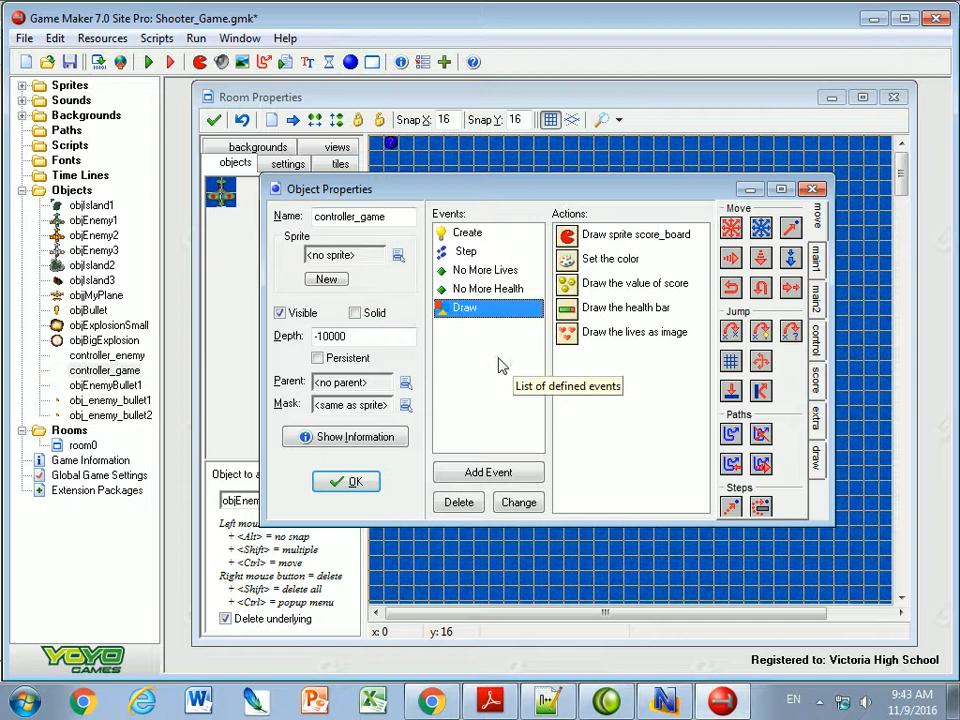 Game Maker 7.0 Site Pro: Shooter_Game.gmk*
File Edit Resources Scripts Run Window Help
Sprites
Sounds
Backgrounds
Paths
Scripts
Fonts
Time Lines
Objects
objIsland1
objEnemy1
objEnemy2
objEnemy3
objIsland2
objIsland3
objMyPlane
objBullet
objExplosionSmall
objBigExplosion
controller_enemy
controller_game
objEnemyBullet1
obj_enemy_bullet1
obj_enemy_bullet2
Rooms
room0
Game Information
Global Game Settings
Extension Packages
YOYO
GAMES
Room Properties
Snap X: 16 Snap Y: 16
backgrounds views
objects settings tiles
Object to a
objEnem
Left mou
+ <Alt> = no snap
+ <Shift> = multiple
+ <Ctrl> = move
Right mouse button = delete
+ <Shift> = delete all
+ <Ctrl> = popup menu
Delete underlying
x: 0 y: 16
Object Properties
Name: controller_game
Sprite
<no sprite>
New
Visible Solid
Depth: -10000
Persistent
Parent: <no parent>
Mask: <same as sprite>
Show Information
OK
Events:
Create
Step
No More Lives
No More Health
Draw
List of defined events
Add Event
Delete Change
Actions:
Draw sprite score_board
Set the color
Draw the value of score
Draw the health bar
Draw the lives as image
Move
Jump
Paths
Steps
move
main1
main2
control
score
extra
draw
Registered to: Victoria High School
EN
9:43 AM
11/9/2016